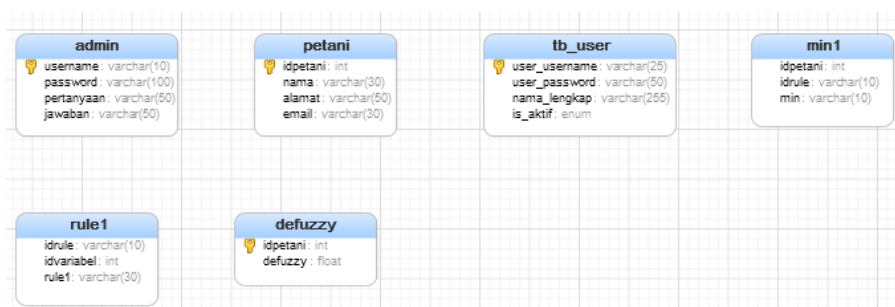 admin
username: varchar(10)
password: varchar(100)
pertanyaan: varchar(50)
jawaban: varchar(50)
petani
idpetani: int
nama: varchar(30)
alamat: varchar(50)
email: varchar(30)
tb_user
user_username: varchar(25)
user_password: varchar(50)
nama_lengkap: varchar(255)
is_aktif: enum
min1
idpetani: int
idrule: varchar(10)
min: varchar(10)
rule1
idrule: varchar(10)
idvariabel: int
rule1: varchar(30)
defuzzy
idpetani: int
defuzzy: float